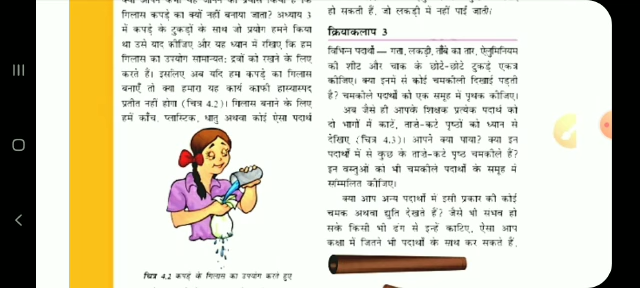 गिलास कपड़े का क्यों नहीं बनाया जाता? अध्याय 3
में कपड़े के टुकड़ों के साथ जो प्रयोग हमने किया
था उसे याद कीजिए और यह ध्यान में रखिए कि हम
गिलास का उपयोग सामान्यत: द्रवों को रखने के लिए
करते है। इसलिए अब यदि हम कपड़े का गिलास
बनाएँ तो क्या हमारा यह कार्य काफी हास्यास्पद
प्रतीत नहीं होगा (चित्र 4.2)। गिलास बनाने के लिए
हमें काँच, प्लास्टिक, धातु अथवा कोई ऐसा पदार्थ
चित्र 4.2 कपड़े के गिलास का उपयोग करते हुए
हो सकती हैं, जो लकड़ी में नहीं पाई जातीं।
क्रियाकलाप 3
विभिन्न पदार्थों — गत्ता, लकड़ी, ताँबे का तार, ऐलुमिनियम
की शीट और चाक के छोटे-छोटे टुकड़े एकत्र
कीजिए। क्या इनमें से कोई चमकीली दिखाई पड़ती
है? चमकीले पदार्थों को एक समूह में पृथक कीजिए।
अब जैसे ही आपके शिक्षक प्रत्येक पदार्थ को
दो भागों में काटें, ताजे-कटे पृष्ठों को ध्यान से
देखिए (चित्र 4.3)। आपने क्या पाया? क्या इन
पदार्थों में से कुछ के ताजे-कटे पृष्ठ चमकीले हैं?
इन वस्तुओं को भी चमकीले पदार्थों के समूह में
सम्मिलित कीजिए।
क्या आप अन्य पदार्थों में इसी प्रकार की कोई
चमक अथवा द्युति देखते हैं? जैसे भी संभव हो
सके किसी भी ढंग से इन्हें काटिए, ऐसा आप
कक्षा में जितने भी पदार्थों के साथ कर सकते हैं,